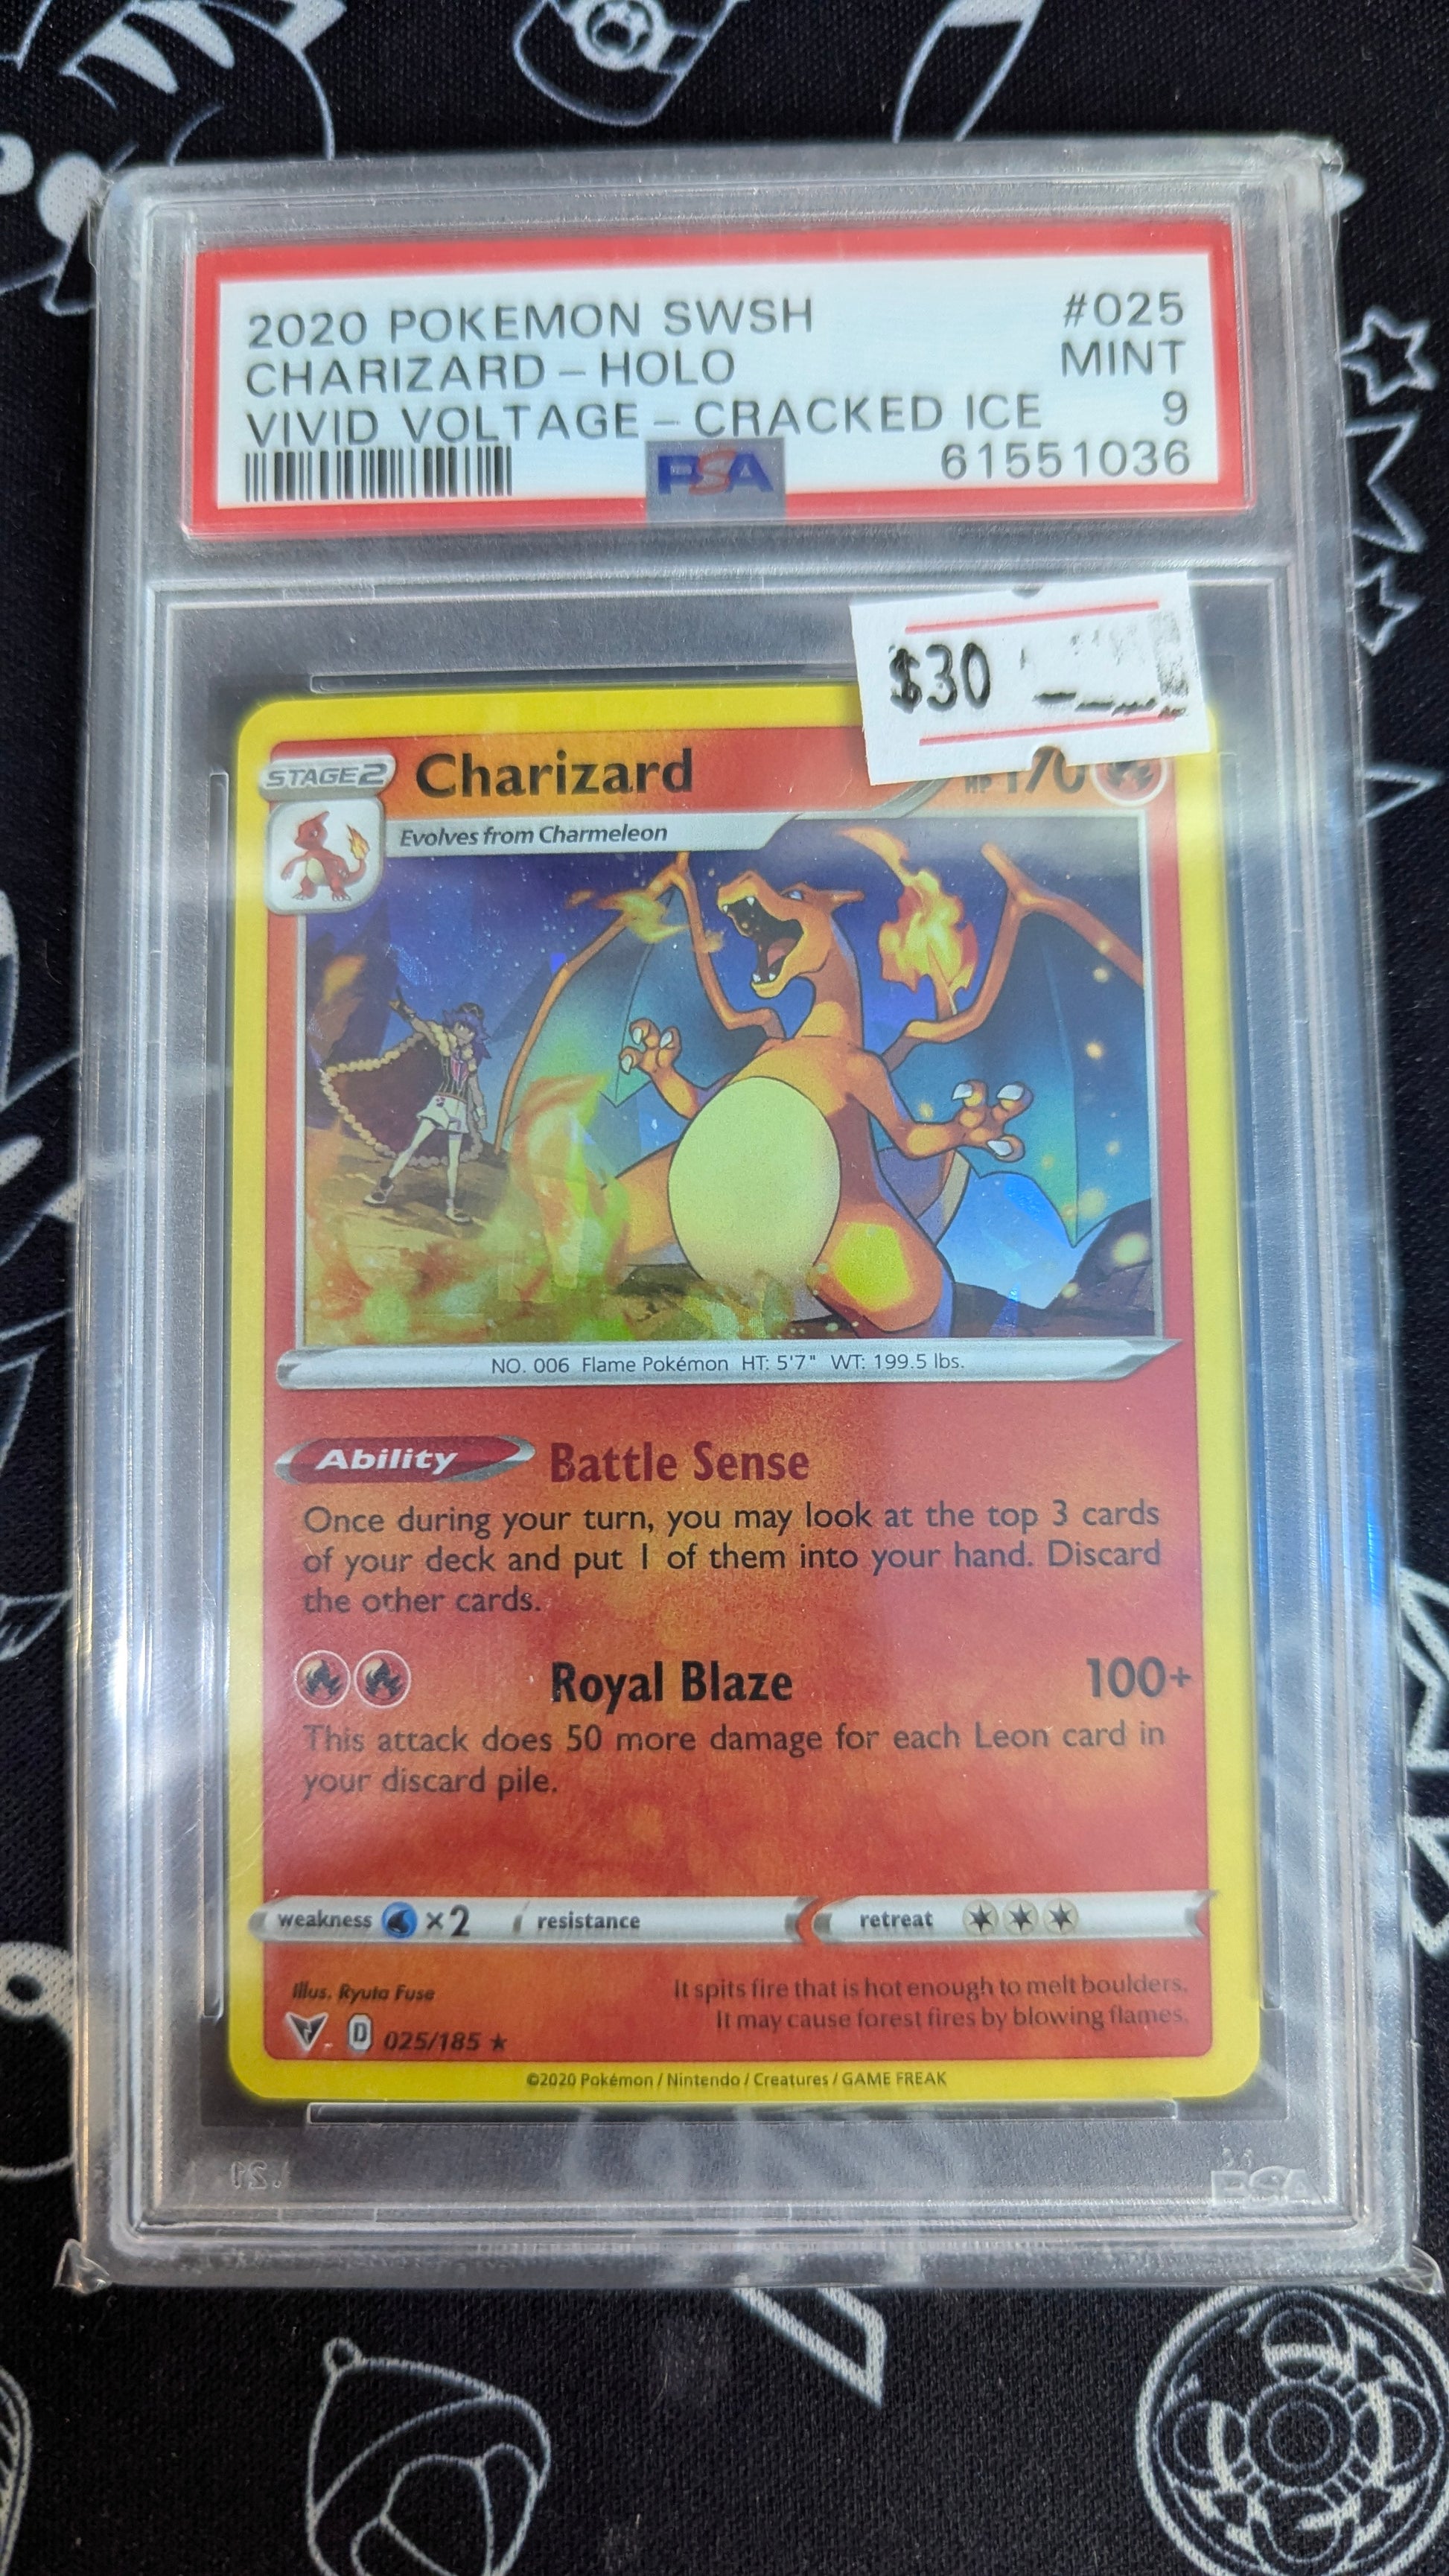 2020 POKEMON SWSH #025
CHARIZARD – HOLO MINT
VIVID VOLTAGE – CRACKED ICE 9
PSA 61551036
$30
STAGE2 Charizard 170
Evolves from Charmeleon
NO. 006 Flame Pokémon HT: 5'7" WT: 199.5 lbs.
Ability Battle Sense
Once during your turn, you may look at the top 3 cards
of your deck and put 1 of them into your hand. Discard
the other cards.
Royal Blaze 100+
This attack does 50 more damage for each Leon card in
your discard pile.
weakness ×2 resistance retreat
Illus. Ryuta Fuse
It spits fire that is hot enough to melt boulders.
It may cause forest fires by blowing flames.
D 025/185 ★
©2020 Pokémon / Nintendo / Creatures / GAME FREAK
PSA